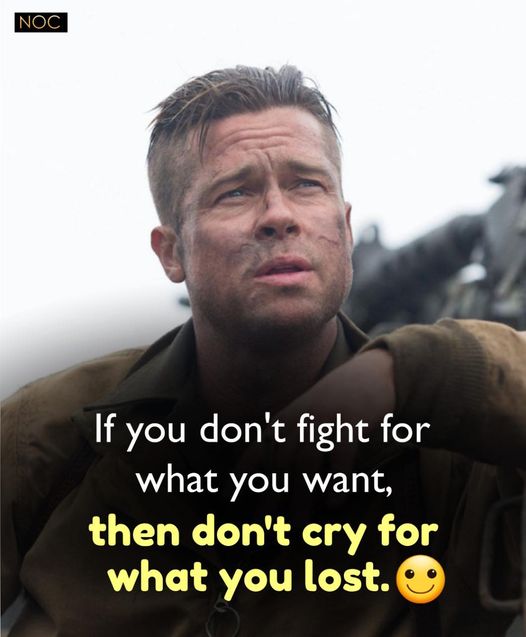 NOC
If you don't fight for
what you want,
then don't cry for
what you lost.🙂